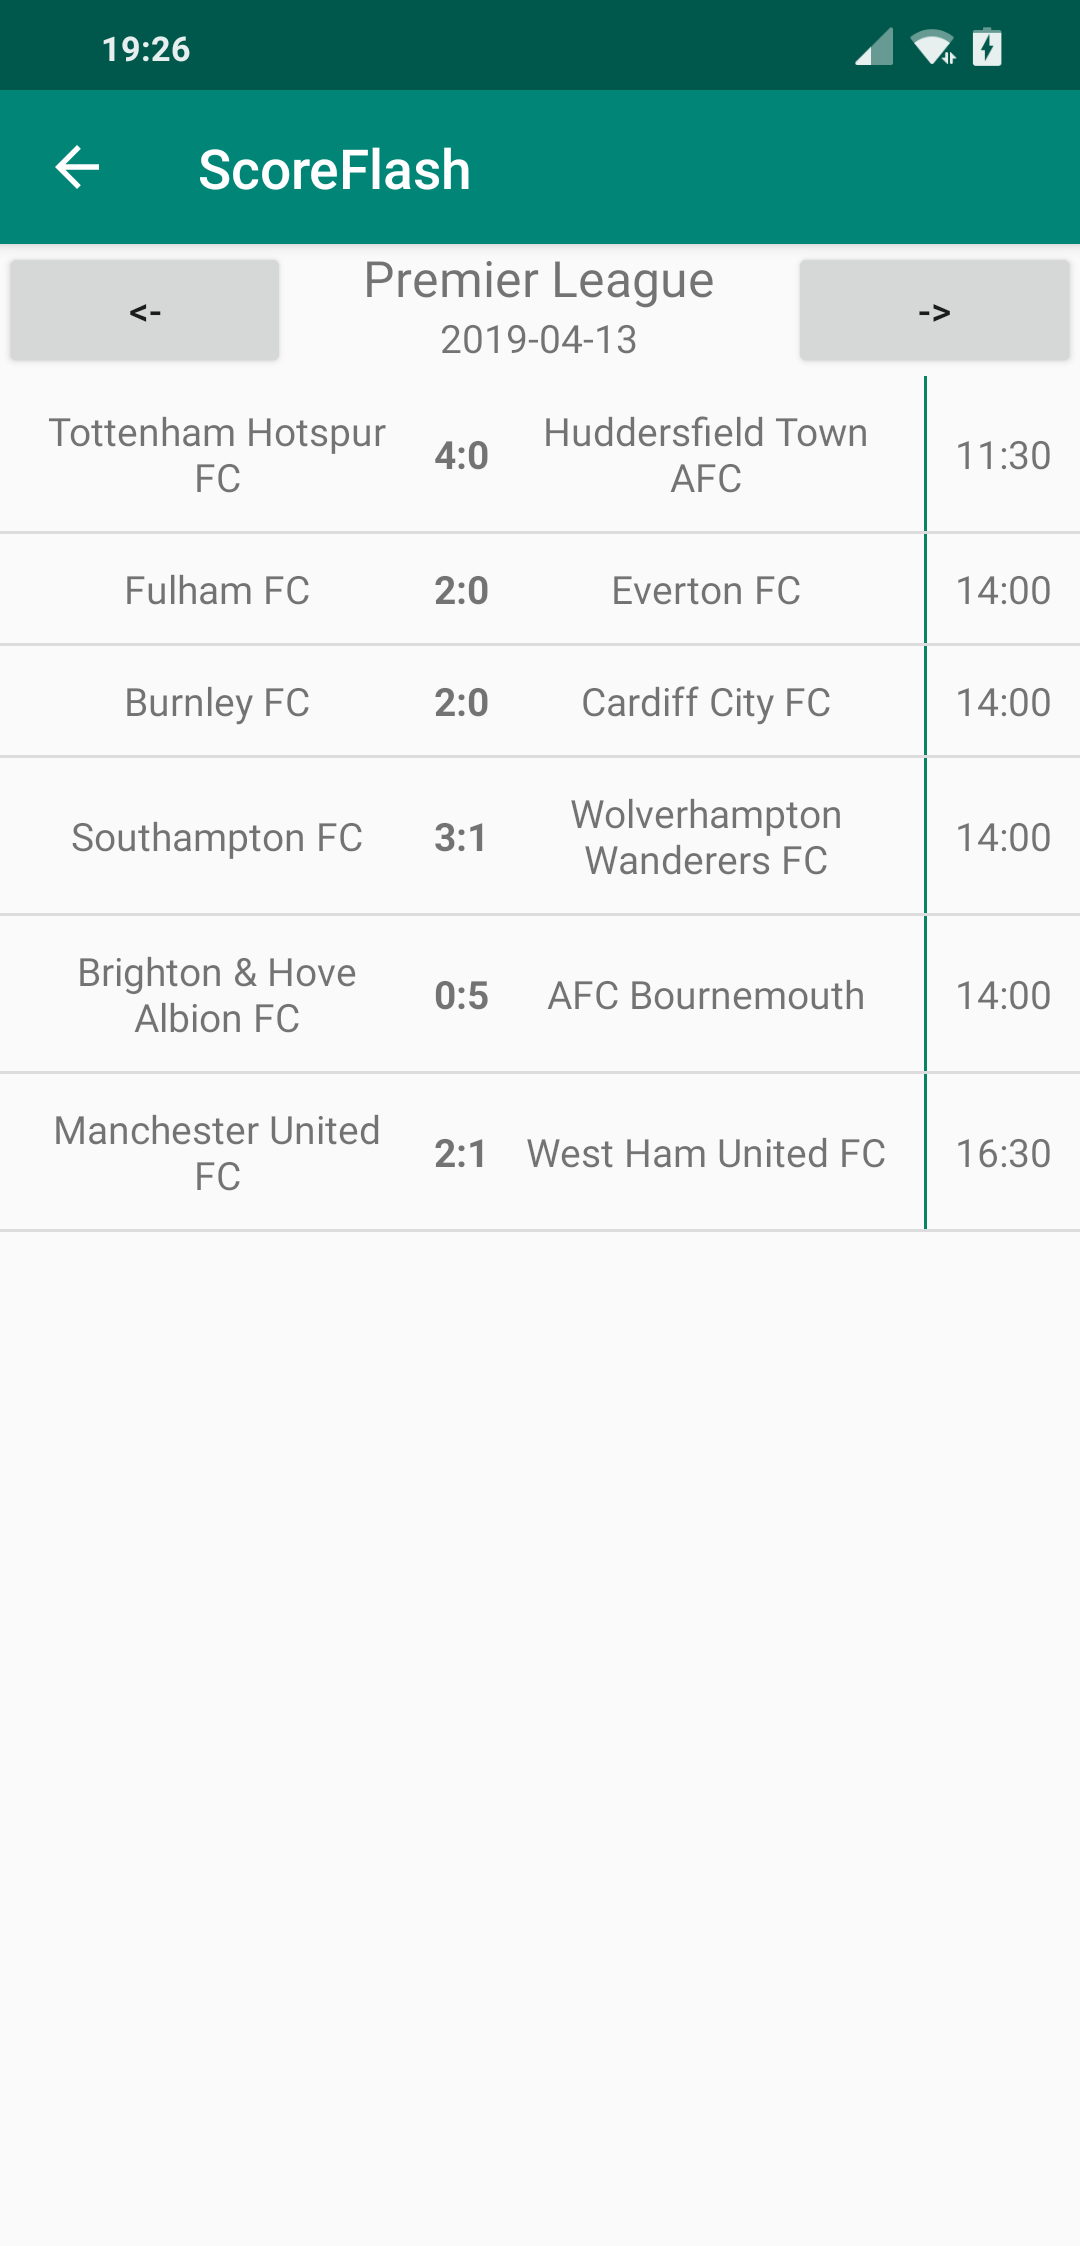 19:26
ScoreFlash
<-
Premier League
2019-04-13
->
Tottenham Hotspur
FC
4:0
Huddersfield Town
AFC
11:30
Fulham FC
2:0
Everton FC
14:00
Burnley FC
2:0
Cardiff City FC
14:00
Southampton FC
3:1
Wolverhampton
Wanderers FC
14:00
Brighton & Hove
Albion FC
0:5
AFC Bournemouth
14:00
Manchester United
FC
2:1
West Ham United FC
16:30